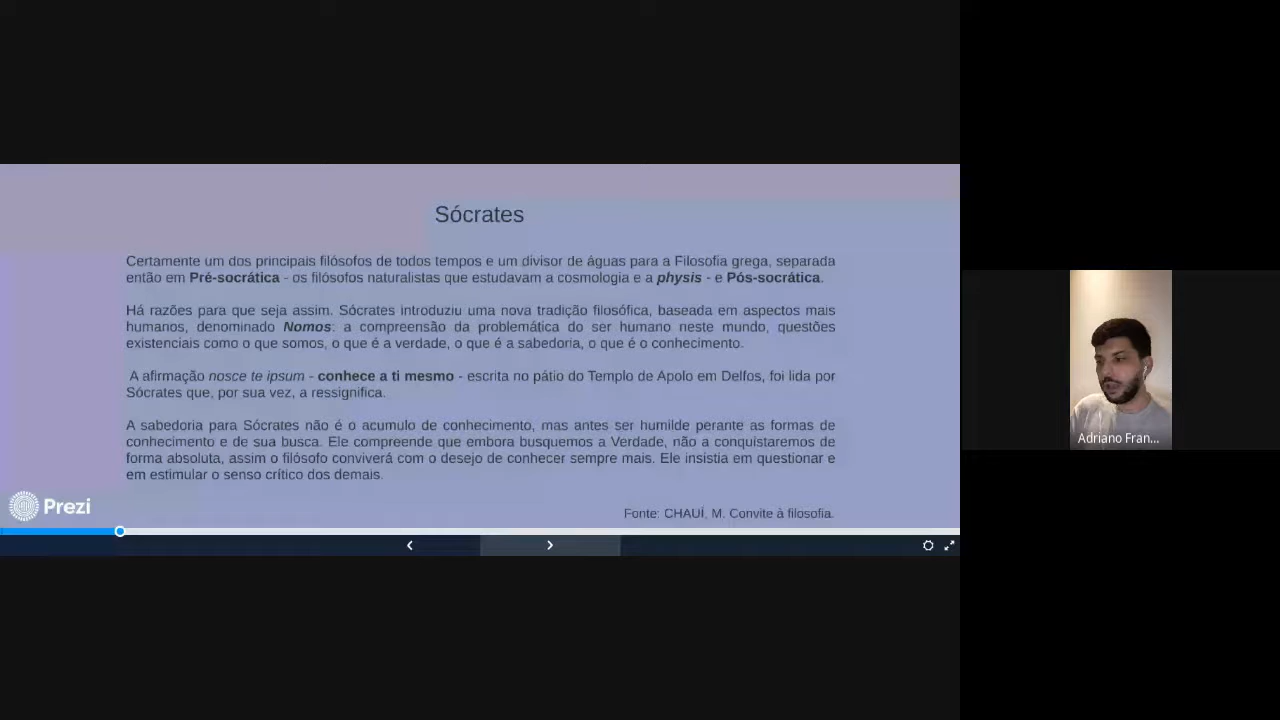 Sócrates
Certamente um dos principais filósofos de todos tempos e um divisor de águas para a Filosofia grega, separada
então em Pré-socrática - os filósofos naturalistas que estudavam a cosmologia e a physis - e Pós-socrática.
Há razões para que seja assim. Sócrates introduziu uma nova tradição filosófica, baseada em aspectos mais
humanos, denominado Nomos: a compreensão da problemática do ser humano neste mundo, questões
existenciais como o que somos, o que é a verdade, o que é a sabedoria, o que é o conhecimento.
A afirmação nosce te ipsum - conhece a ti mesmo - escrita no pátio do Templo de Apolo em Delfos, foi lida por
Sócrates que, por sua vez, a ressignifica.
A sabedoria para Sócrates não é o acumulo de conhecimento, mas antes ser humilde perante as formas de
conhecimento e de sua busca. Ele compreende que embora busquemos a Verdade, não a conquistaremos de
forma absoluta, assim o filósofo conviverá com o desejo de conhecer sempre mais. Ele insistia em questionar e
em estimular o senso crítico dos demais.
Fonte: CHAUÍ, M. Convite à filosofia.
Prezi
Adriano Fran...